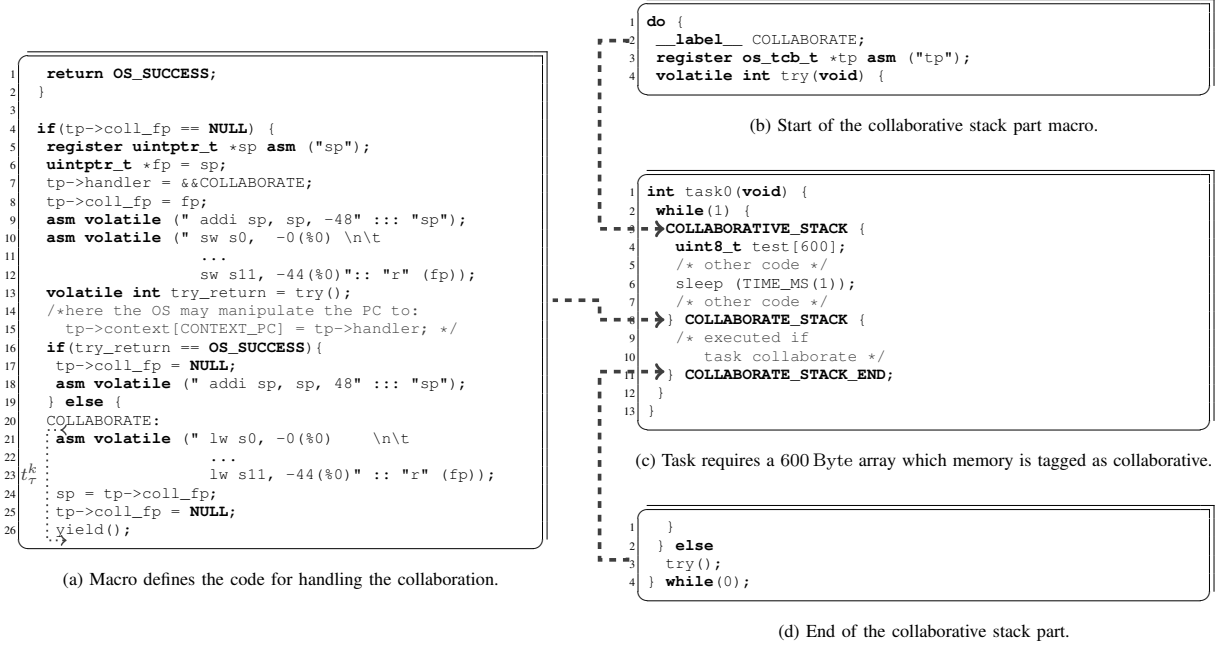 1 return OS_SUCCESS;
2 }
3
4 if(tp->coll_fp == NULL) {
5 register uintptr_t *sp asm ("sp");
6 uintptr_t *fp = sp;
7 tp->handler = &&COLLABORATE;
8 tp->coll_fp = fp;
9 asm volatile (" addi sp, sp, -48" ::: "sp");
10 asm volatile (" sw s0, -0(%0) \n\t
11 ...
12 sw s11, -44(%0)":: "r" (fp));
13 volatile int try_return = try();
14 /*here the OS may manipulate the PC to:
15 tp->context[CONTEXT_PC] = tp->handler; */
16 if(try_return == OS_SUCCESS){
17 tp->coll_fp = NULL;
18 asm volatile (" addi sp, sp, 48" ::: "sp");
19 } else {
20 COLLABORATE:
21 asm volatile (" lw s0, -0(%0) \n\t
22 ...
23 lw s11, -44(%0)" :: "r" (fp));
24 sp = tp->coll_fp;
25 tp->coll_fp = NULL;
26 yield();
t_τ^k
(a) Macro defines the code for handling the collaboration.
1 do {
2 __label__ COLLABORATE;
3 register os_tcb_t *tp asm ("tp");
4 volatile int try(void) {
(b) Start of the collaborative stack part macro.
1 int task0(void) {
2 while(1) {
3 COLLABORATIVE_STACK {
4 uint8_t test[600];
5 /* other code */
6 sleep (TIME_MS(1));
7 /* other code */
8 } COLLABORATE_STACK {
9 /* executed if
10 task collaborate */
11 } COLLABORATE_STACK_END;
12 }
13 }
(c) Task requires a 600 Byte array which memory is tagged as collaborative.
1 }
2 } else
3 try();
4 } while(0);
(d) End of the collaborative stack part.